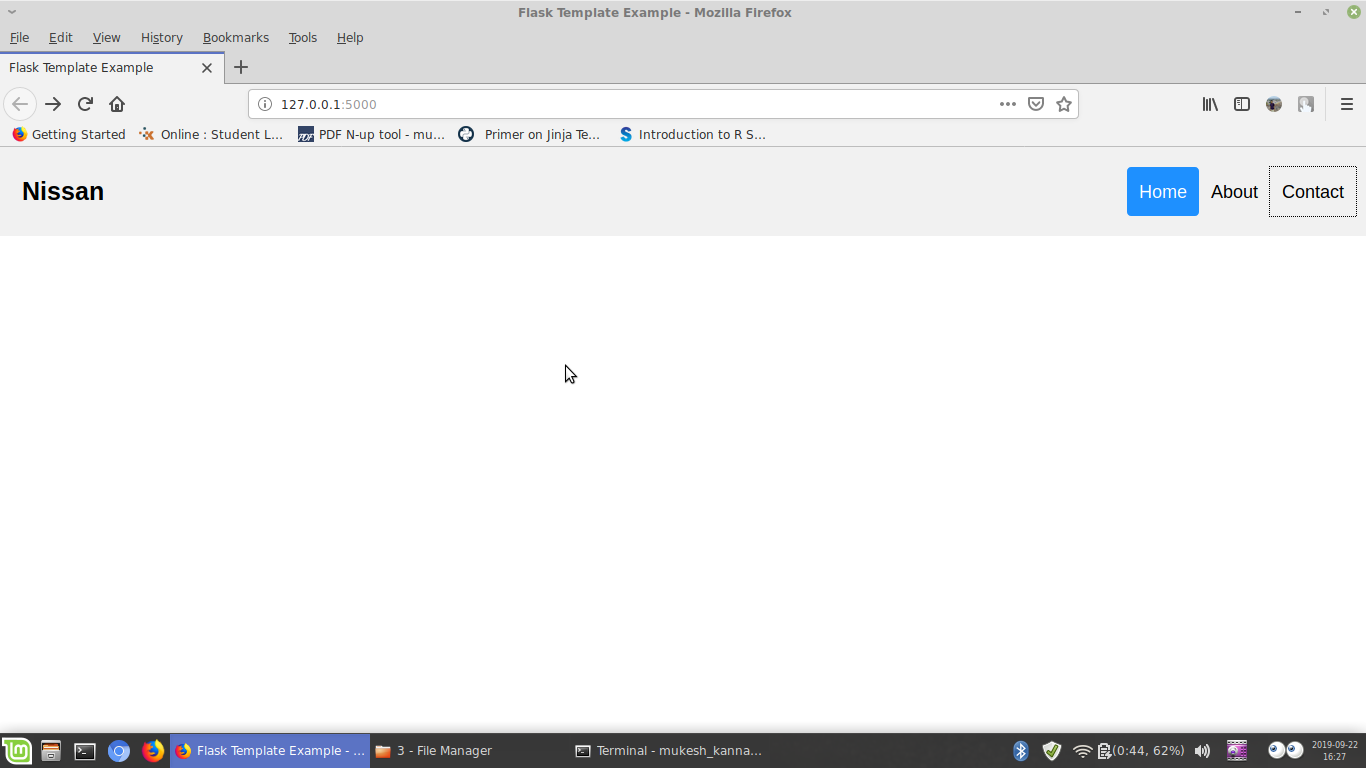 Flask Template Example - Mozilla Firefox
File Edit View History Bookmarks Tools Help
Flask Template Example
127.0.0.1:5000
Getting Started Online : Student L... PDF PDF N-up tool - mu... Primer on Jinja Te... S Introduction to R S...
Nissan Home About Contact
Flask Template Example - ... 3 - File Manager Terminal - mukesh_kanna... (0:44, 62%) 2019-09-22
16:27